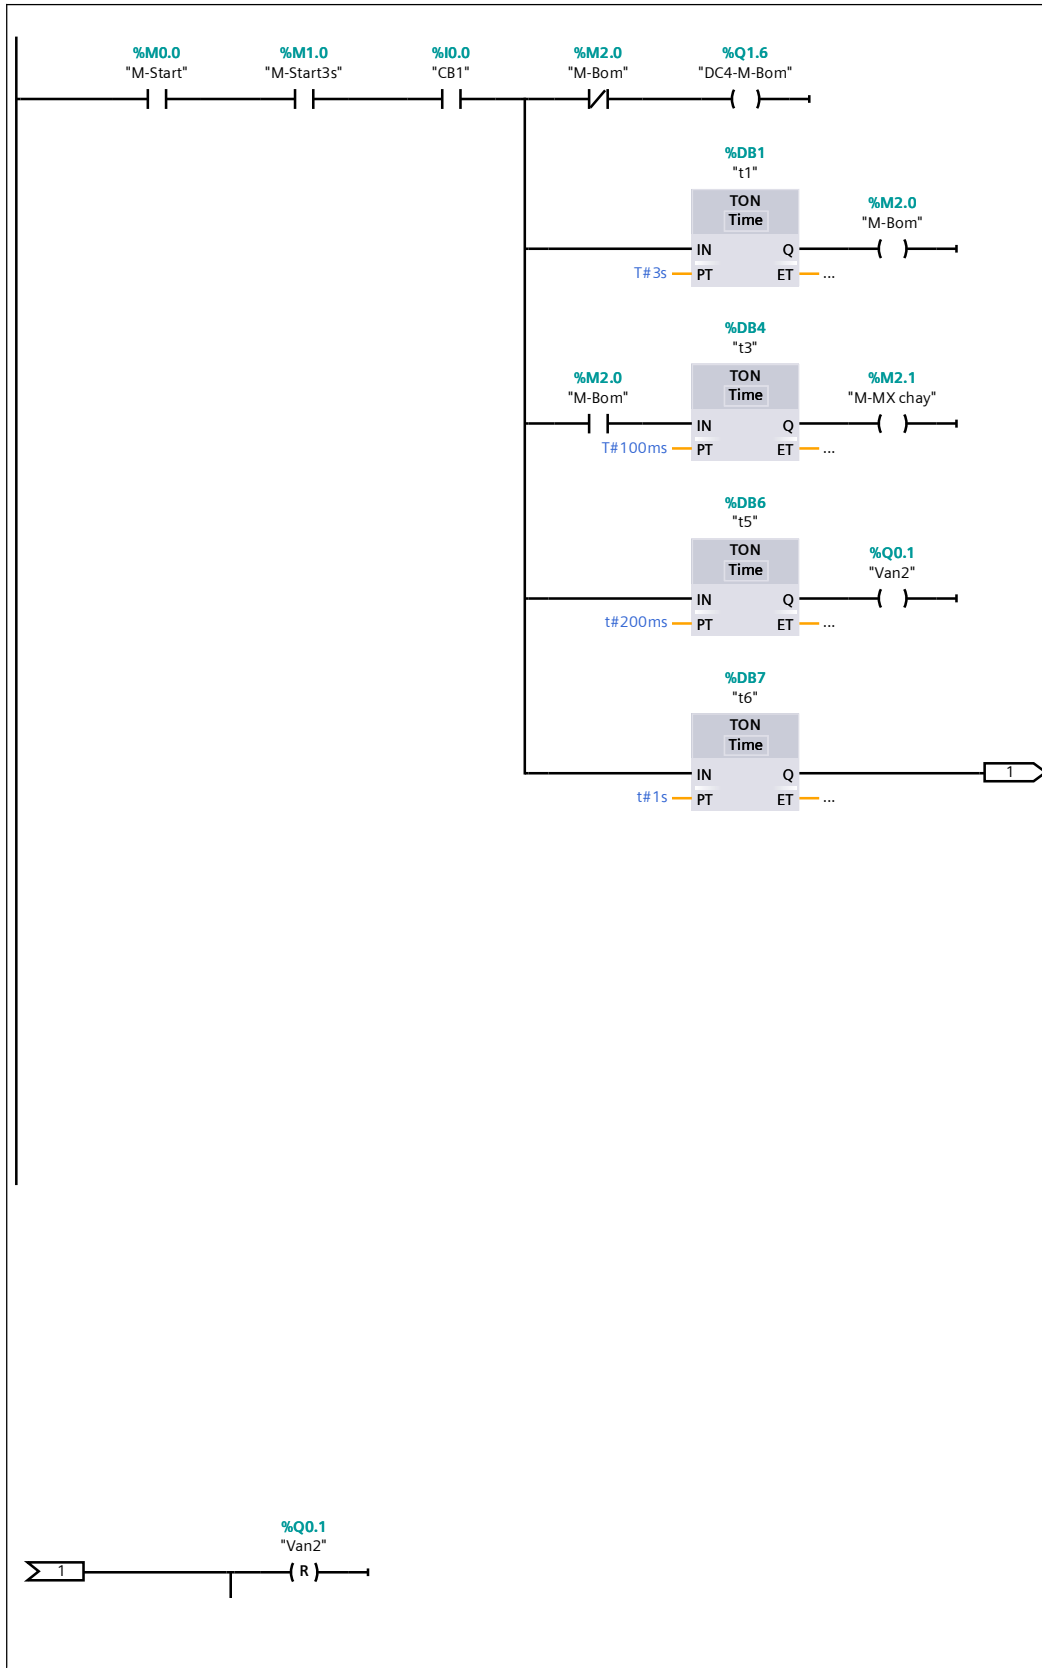 %M0.0 %M1.0 %I0.0 %M2.0 %Q1.6
"M-Start" "M-Start3s" "CB1" "M-Bom" "DC4-M-Bom"
%DB1
"t1"
TON
Time
%M2.0
"M-Bom"
IN Q
T#3s PT ET ...
%DB4
"t3"
TON
Time
%M2.0 %M2.1
"M-Bom" "M-MX chay"
IN Q
T#100ms PT ET ...
%DB6
"t5"
TON
Time
%Q0.1
"Van2"
IN Q
t#200ms PT ET ...
%DB7
"t6"
TON
Time
IN Q 1
t#1s PT ET ...
%Q0.1
"Van2"
1 R